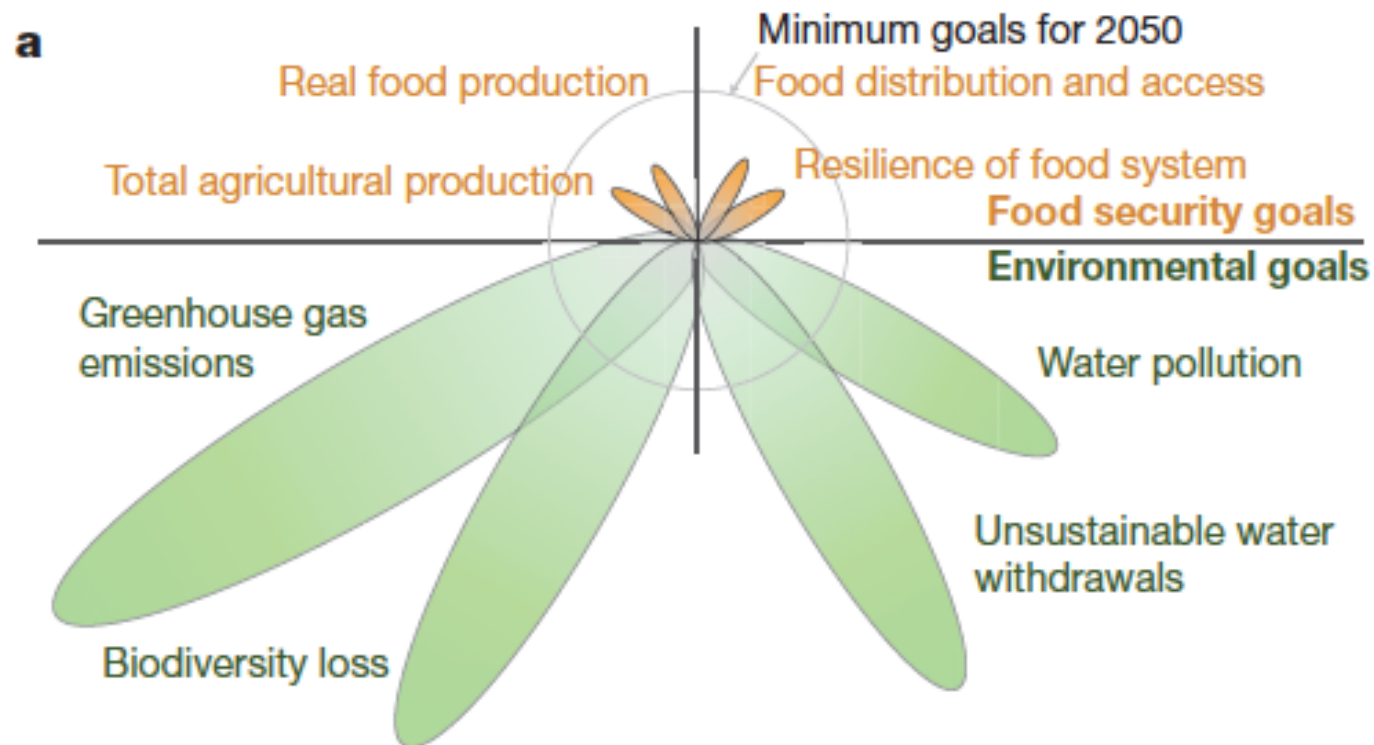 a
Minimum goals for 2050
Real food production
Food distribution and access
Total agricultural production
Resilience of food system
Food security goals
Environmental goals
Greenhouse gas
emissions
Water pollution
Unsustainable water
withdrawals
Biodiversity loss